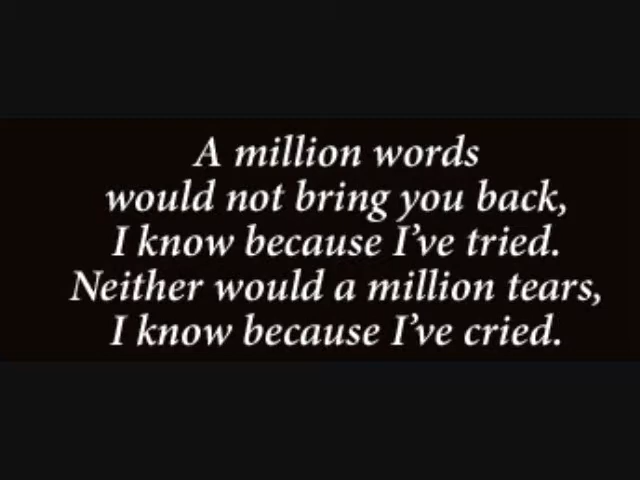 A million words
would not bring you back,
I know because I’ve tried.
Neither would a million tears,
I know because I’ve cried.